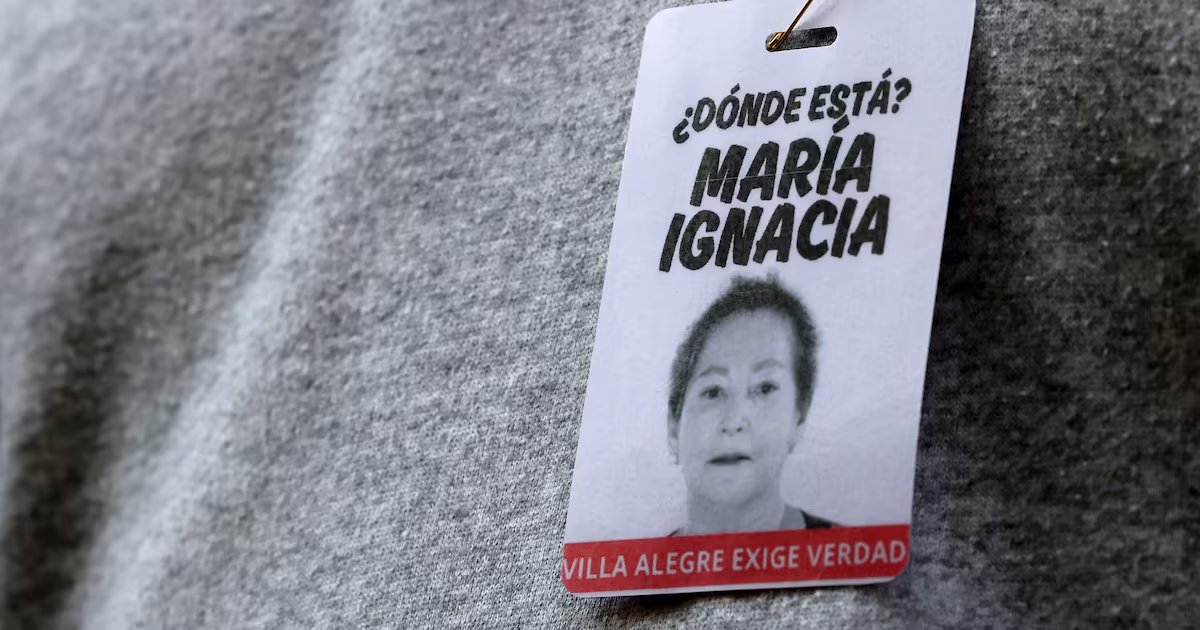 ¿DÓNDE ESTÁ?
MARÍA
IGNACIA
VILLA ALEGRE EXIGE VERDAD